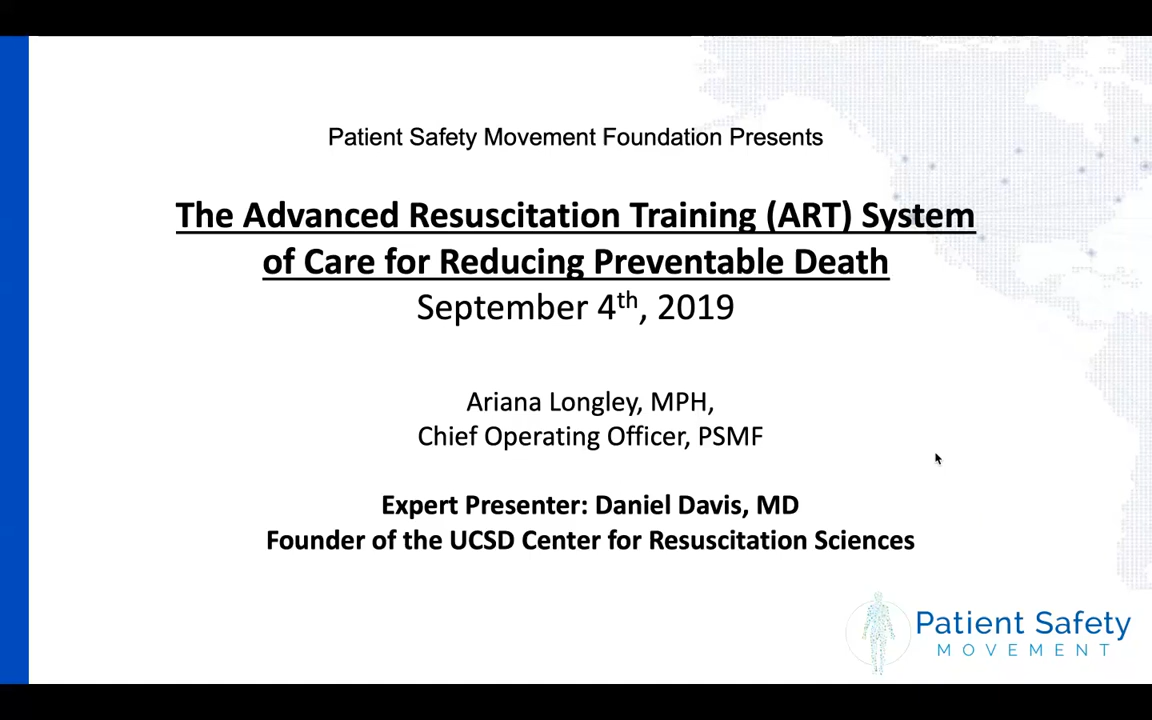 Patient Safety Movement Foundation Presents
The Advanced Resuscitation Training (ART) System
of Care for Reducing Preventable Death
September 4th, 2019
Ariana Longley, MPH,
Chief Operating Officer, PSMF
Expert Presenter: Daniel Davis, MD
Founder of the UCSD Center for Resuscitation Sciences
Patient Safety
MOVEMENT